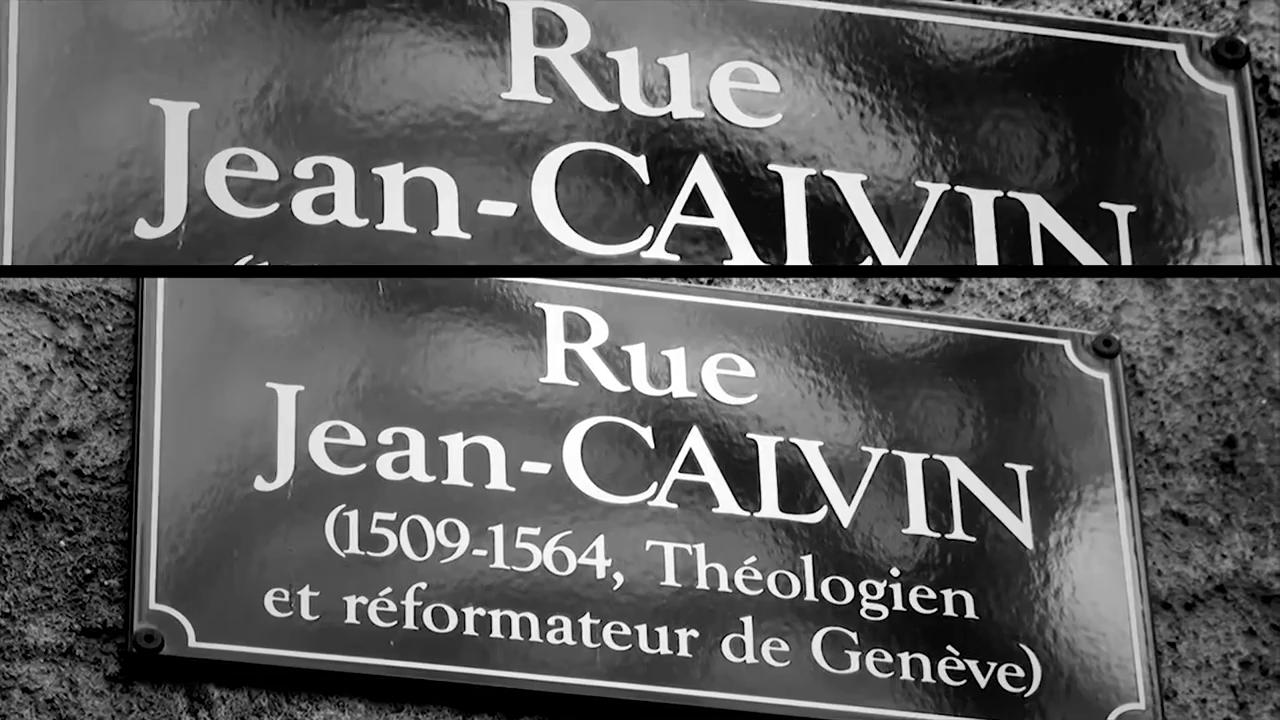 Rue
Jean-CALVIN
Rue
Jean-CALVIN
(1509-1564, Théologien
et réformateur de Genève)